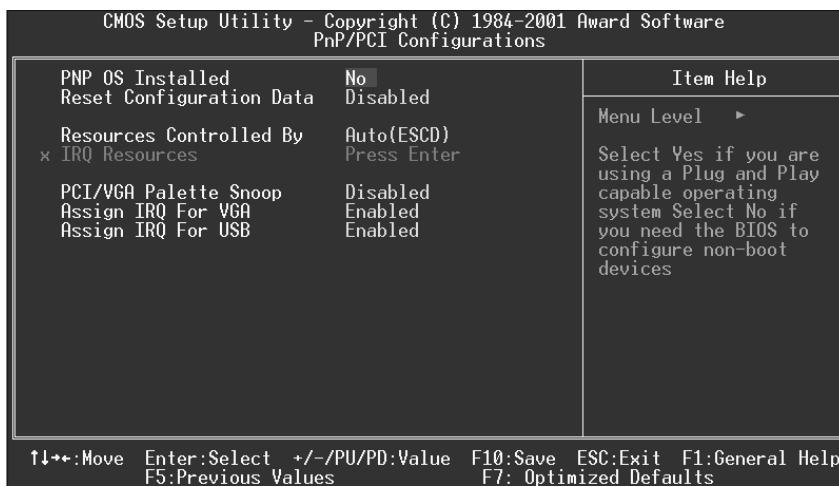 CMOS Setup Utility - Copyright (C) 1984-2001 Award Software
PnP/PCI Configurations
PNP OS Installed No
Reset Configuration Data Disabled
Resources Controlled By Auto(ESCD)
x IRQ Resources Press Enter
PCI/VGA Palette Snoop Disabled
Assign IRQ For VGA Enabled
Assign IRQ For USB Enabled
Item Help
Menu Level ►
Select Yes if you are
using a Plug and Play
capable operating
system Select No if
you need the BIOS to
configure non-boot
devices
↑↓→←:Move Enter:Select +/-/PU/PD:Value F10:Save ESC:Exit F1:General Help
F5:Previous Values F7: Optimized Defaults